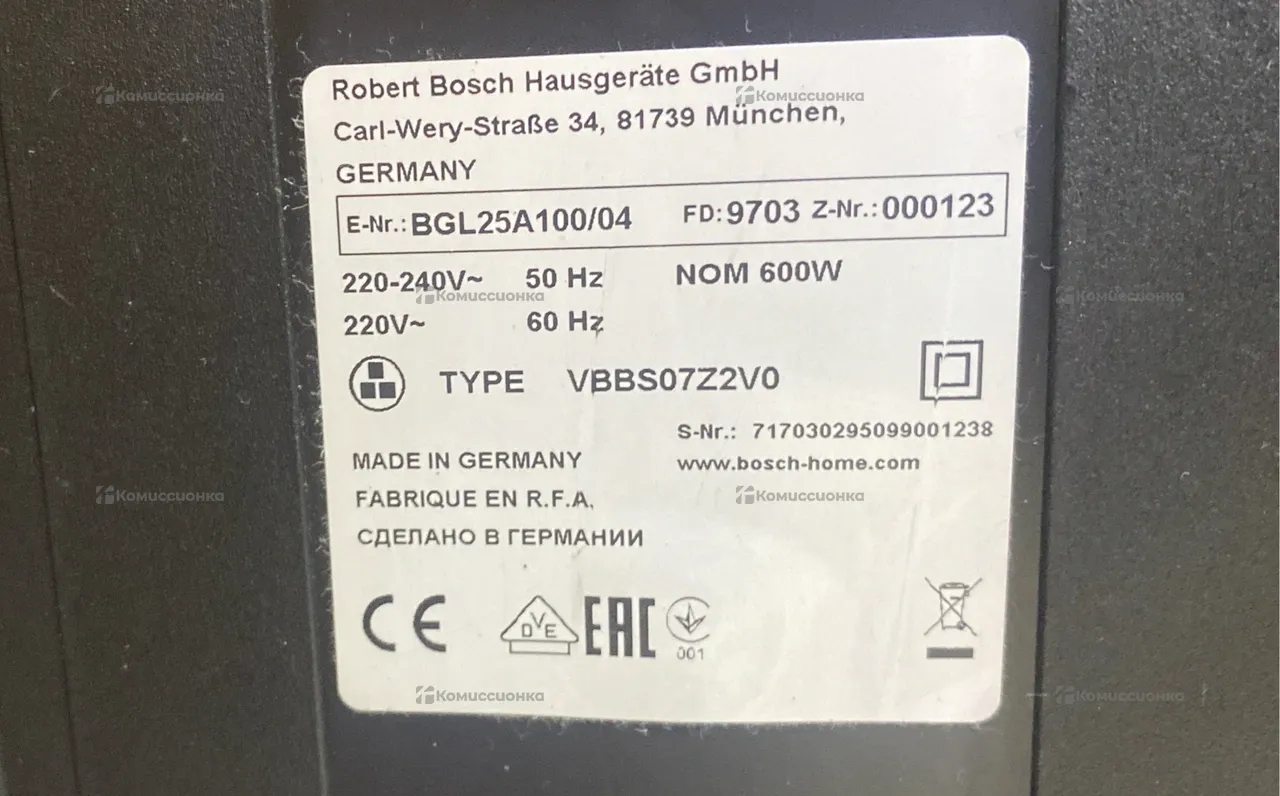 Robert Bosch Hausgeräte GmbH
Carl-Wery-Straße 34, 81739 München,
GERMANY
E-Nr.: BGL25A100/04 FD: 9703 Z-Nr.: 000123
220-240V~ 50 Hz NOM 600W
220V~ 60 Hz
TYPE VBBS07Z2V0
S-Nr.: 717030295099001238
MADE IN GERMANY www.bosch-home.com
FABRIQUE EN R.F.A.
СДЕЛАНО В ГЕРМАНИИ
CE DVE EAC 001
Комиссионка
Комиссионка
Комиссионка
Комиссионка
Комиссионка
Комиссионка
Комиссионка
Комиссионка